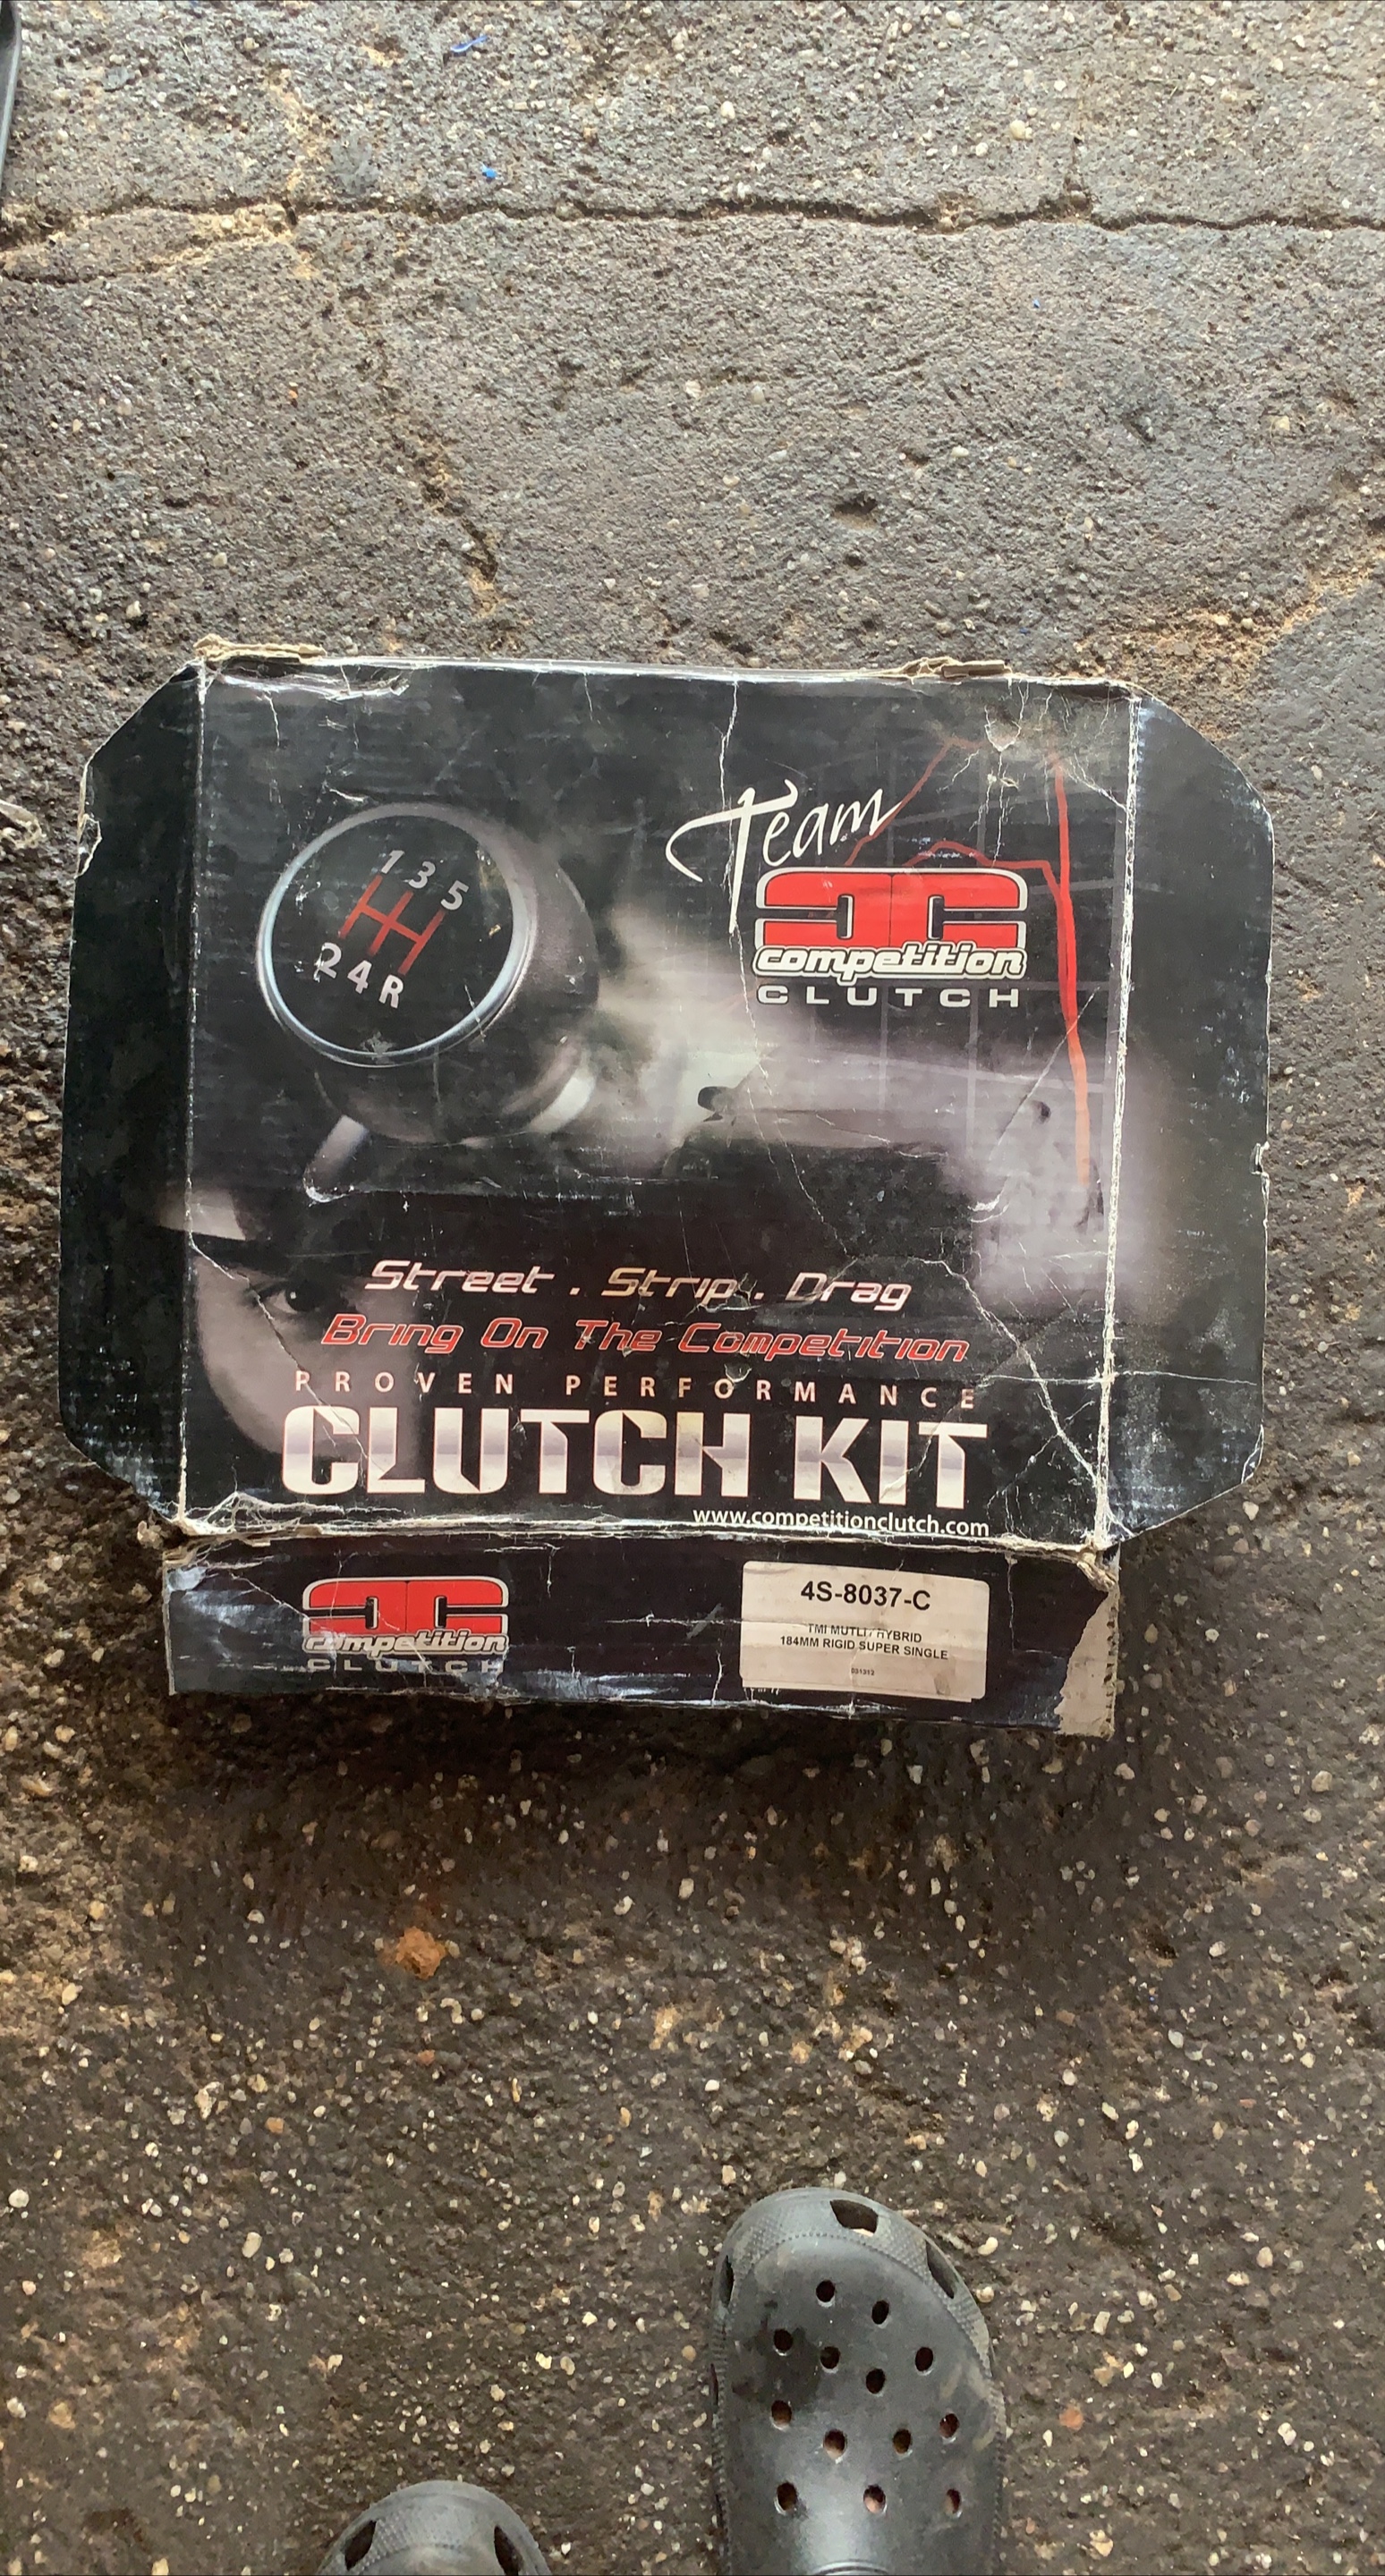 1 3 5
2 4 R
Team
competition
CLUTCH
Street . Strip . Drag
Bring On The Competition
PROVEN PERFORMANCE
CLUTCH KIT
www.competitionclutch.com
competition
CLUTCH
4S-8037-C
TMI MUTLI / HYBRID
184MM RIGID SUPER SINGLE